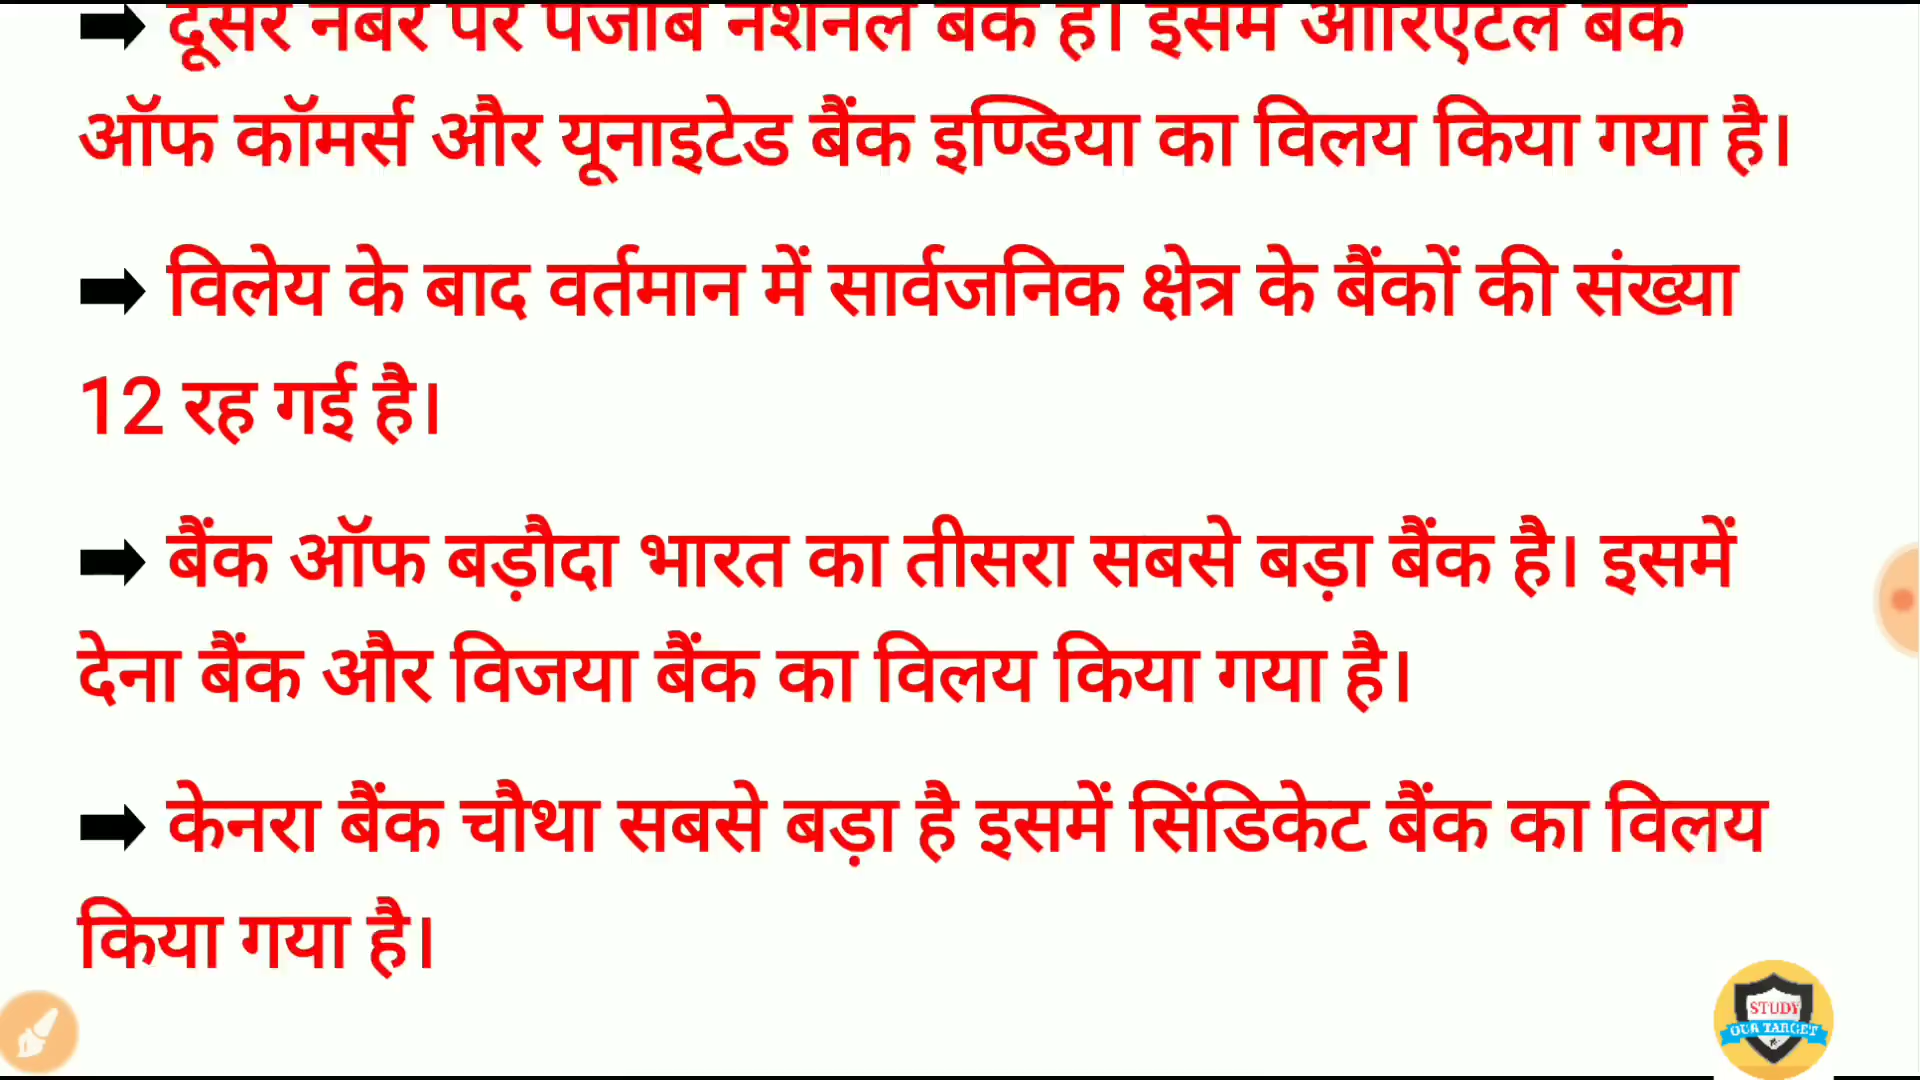 ➡ दूसरे नंबर पर पंजाब नेशनल बैंक है। इसमें ओरिएंटल बैंक
ऑफ कॉमर्स और यूनाइटेड बैंक इण्डिया का विलय किया गया है।
➡ विलेय के बाद वर्तमान में सार्वजनिक क्षेत्र के बैंकों की संख्या
12 रह गई है।
➡ बैंक ऑफ बड़ौदा भारत का तीसरा सबसे बड़ा बैंक है। इसमें
देना बैंक और विजया बैंक का विलय किया गया है।
➡ केनरा बैंक चौथा सबसे बड़ा है इसमें सिंडिकेट बैंक का विलय
किया गया है।
STUDY
OUR TARGET